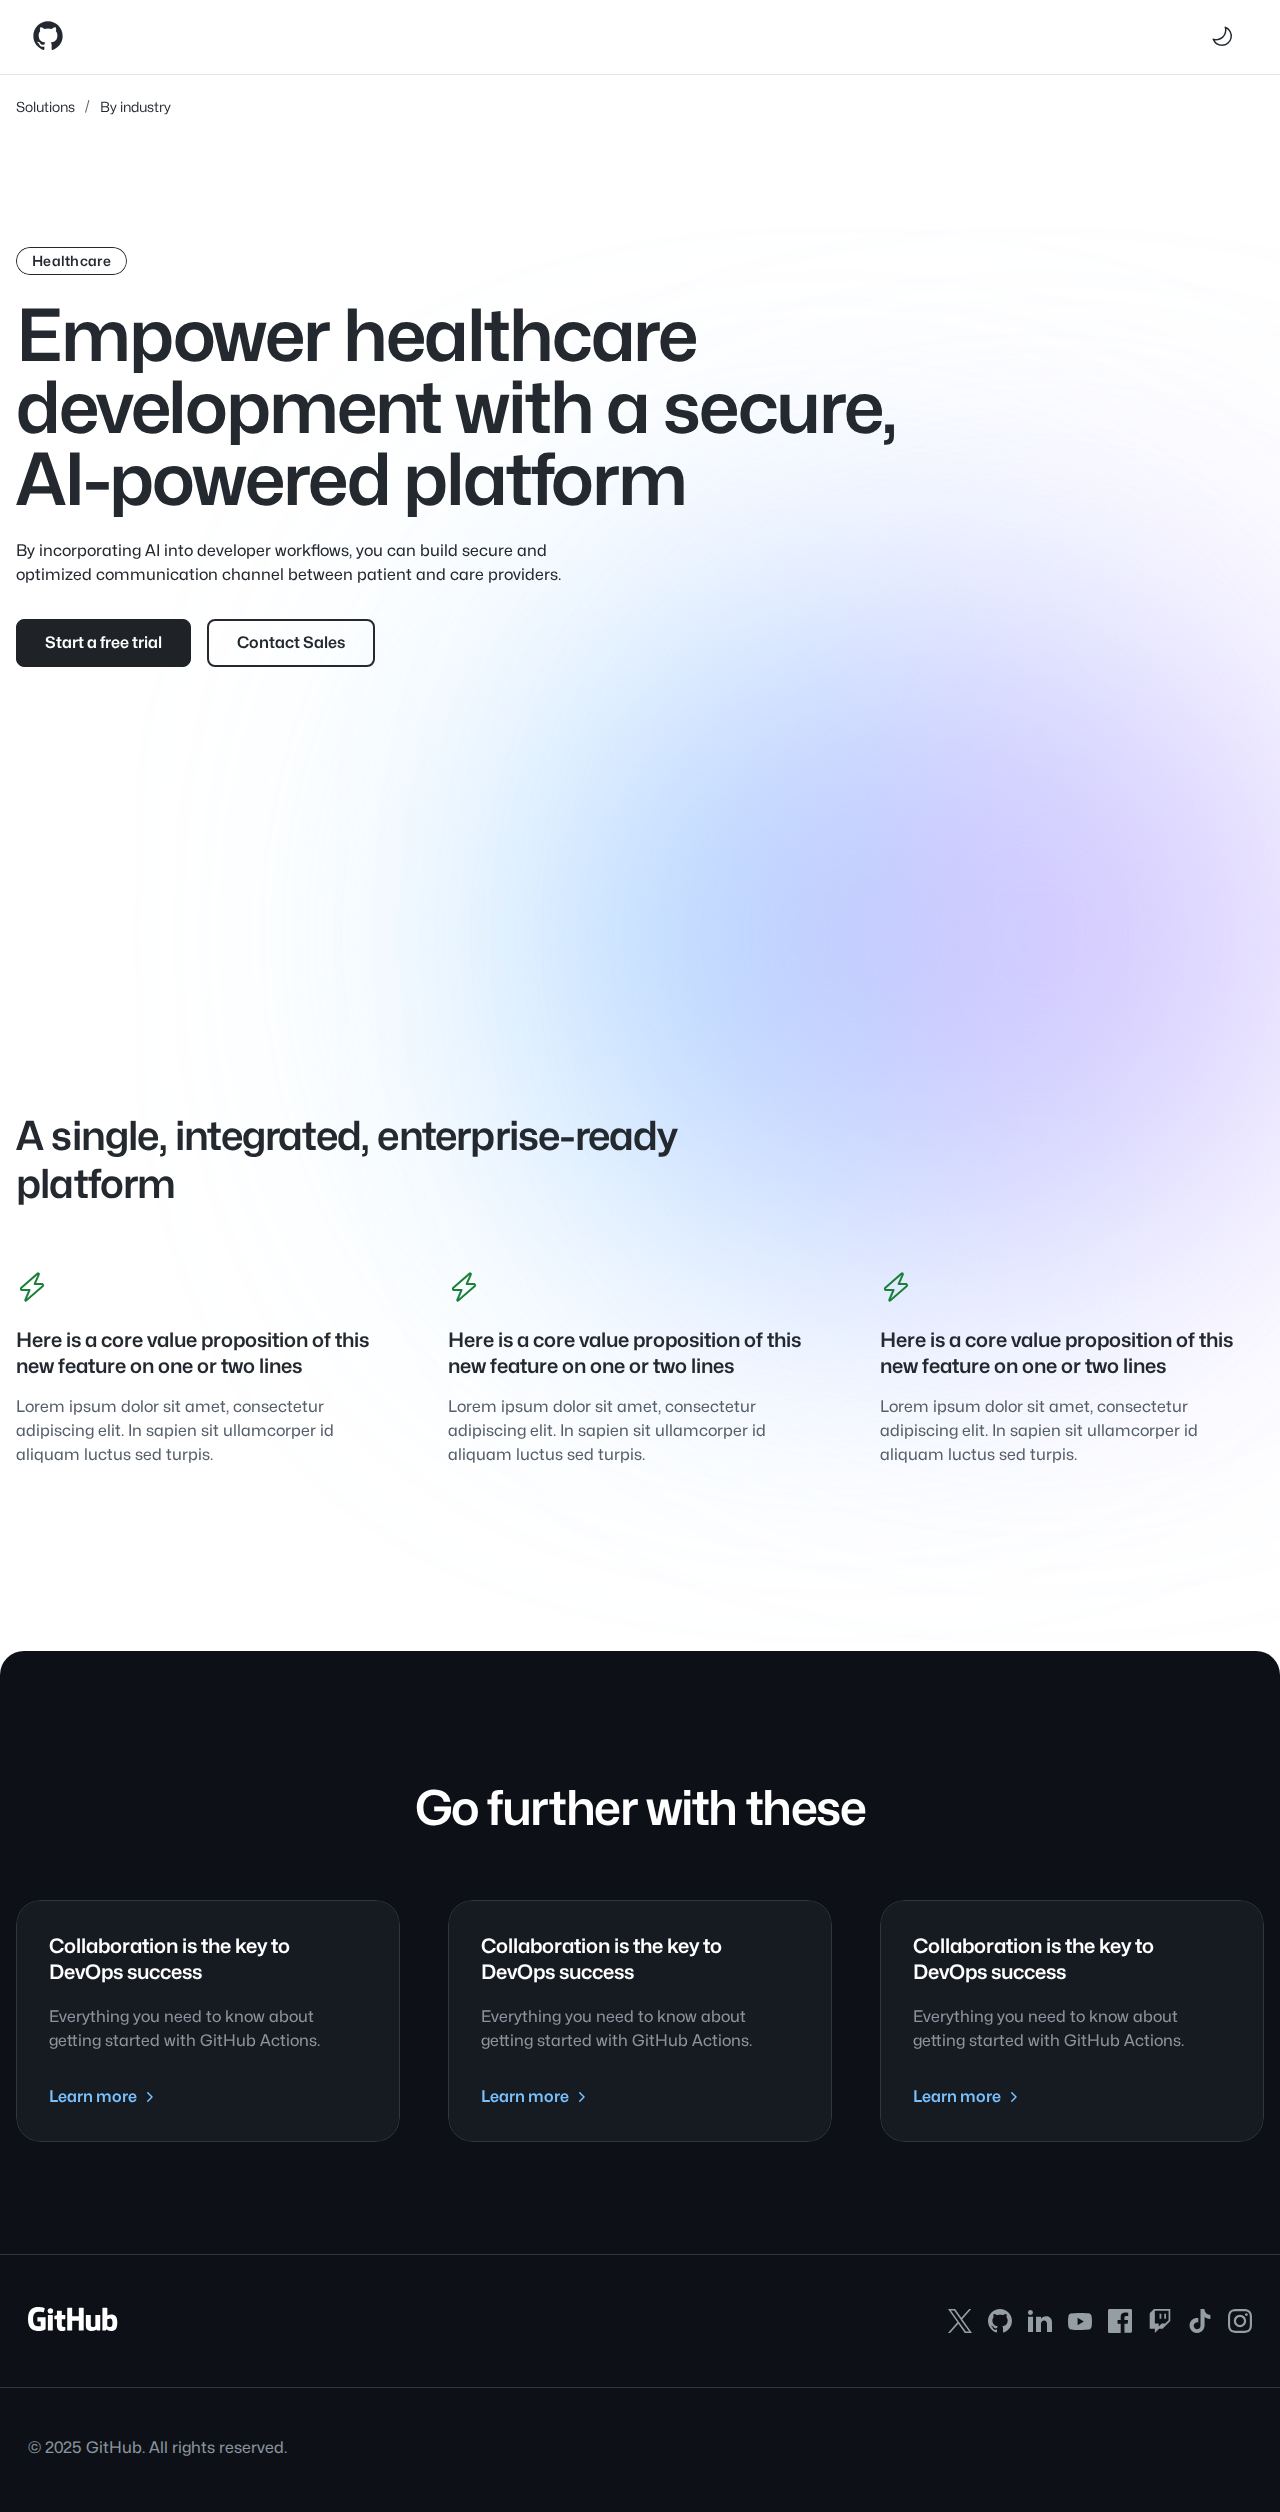 Solutions / By industry
Healthcare
Empower healthcare
development with a secure,
AI-powered platform
By incorporating AI into developer workflows, you can build secure and
optimized communication channel between patient and care providers.
Start a free trial
Contact Sales
A single, integrated, enterprise-ready
platform
Here is a core value proposition of this
new feature on one or two lines
Lorem ipsum dolor sit amet, consectetur
adipiscing elit. In sapien sit ullamcorper id
aliquam luctus sed turpis.
Here is a core value proposition of this
new feature on one or two lines
Lorem ipsum dolor sit amet, consectetur
adipiscing elit. In sapien sit ullamcorper id
aliquam luctus sed turpis.
Here is a core value proposition of this
new feature on one or two lines
Lorem ipsum dolor sit amet, consectetur
adipiscing elit. In sapien sit ullamcorper id
aliquam luctus sed turpis.
Go further with these
Collaboration is the key to
DevOps success
Everything you need to know about
getting started with GitHub Actions.
Learn more
Collaboration is the key to
DevOps success
Everything you need to know about
getting started with GitHub Actions.
Learn more
Collaboration is the key to
DevOps success
Everything you need to know about
getting started with GitHub Actions.
Learn more
GitHub
© 2025 GitHub. All rights reserved.